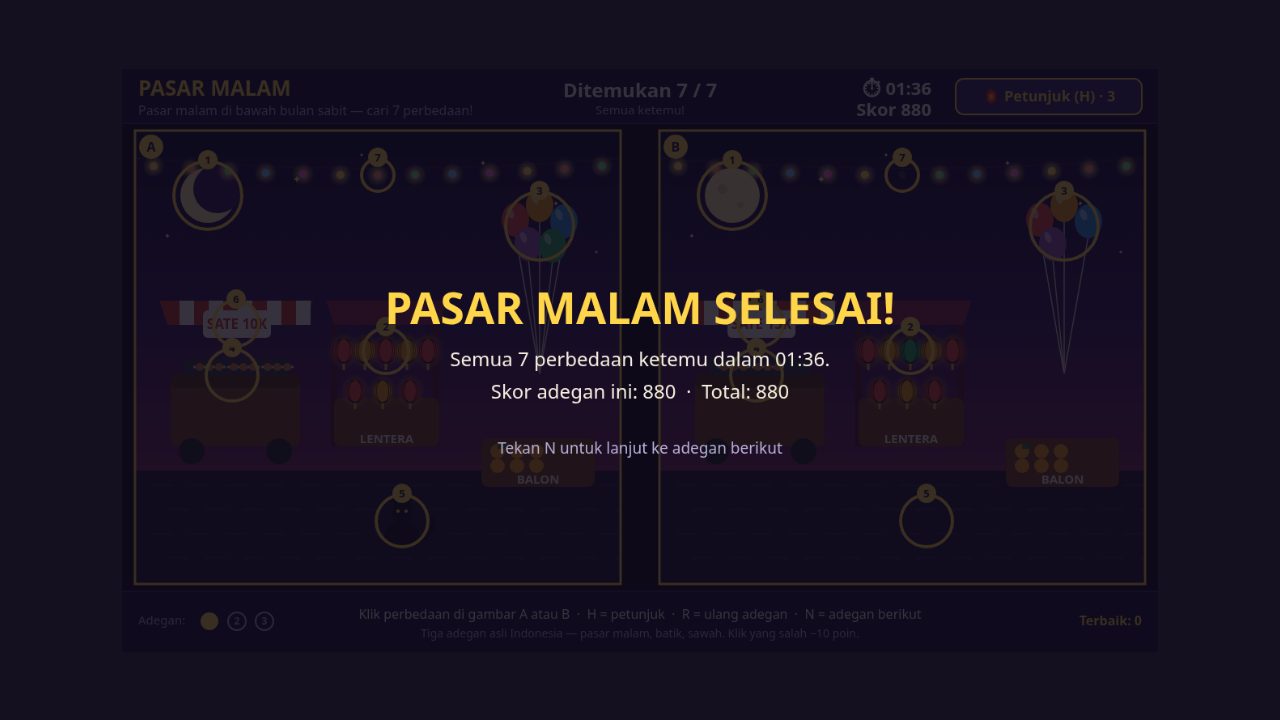 PASAR MALAM
Pasar malam di bawah bulan sabit — cari 7 perbedaan!
Ditemukan 7 / 7
Semua ketemu!
⏱ 01:36
Skor 880
Petunjuk (H) · 3
A
1
7
3
6
SATE 10K
2
4
LENTERA
BALON
5
B
1
7
3
SATE 15K
2
LENTERA
BALON
5
PASAR MALAM SELESAI!
Semua 7 perbedaan ketemu dalam 01:36.
Skor adegan ini: 880 · Total: 880
Tekan N untuk lanjut ke adegan berikut
Adegan:
2
3
Klik perbedaan di gambar A atau B · H = petunjuk · R = ulang adegan · N = adegan berikut
Tiga adegan asli Indonesia — pasar malam, batik, sawah. Klik yang salah −10 poin.
Terbaik: 0